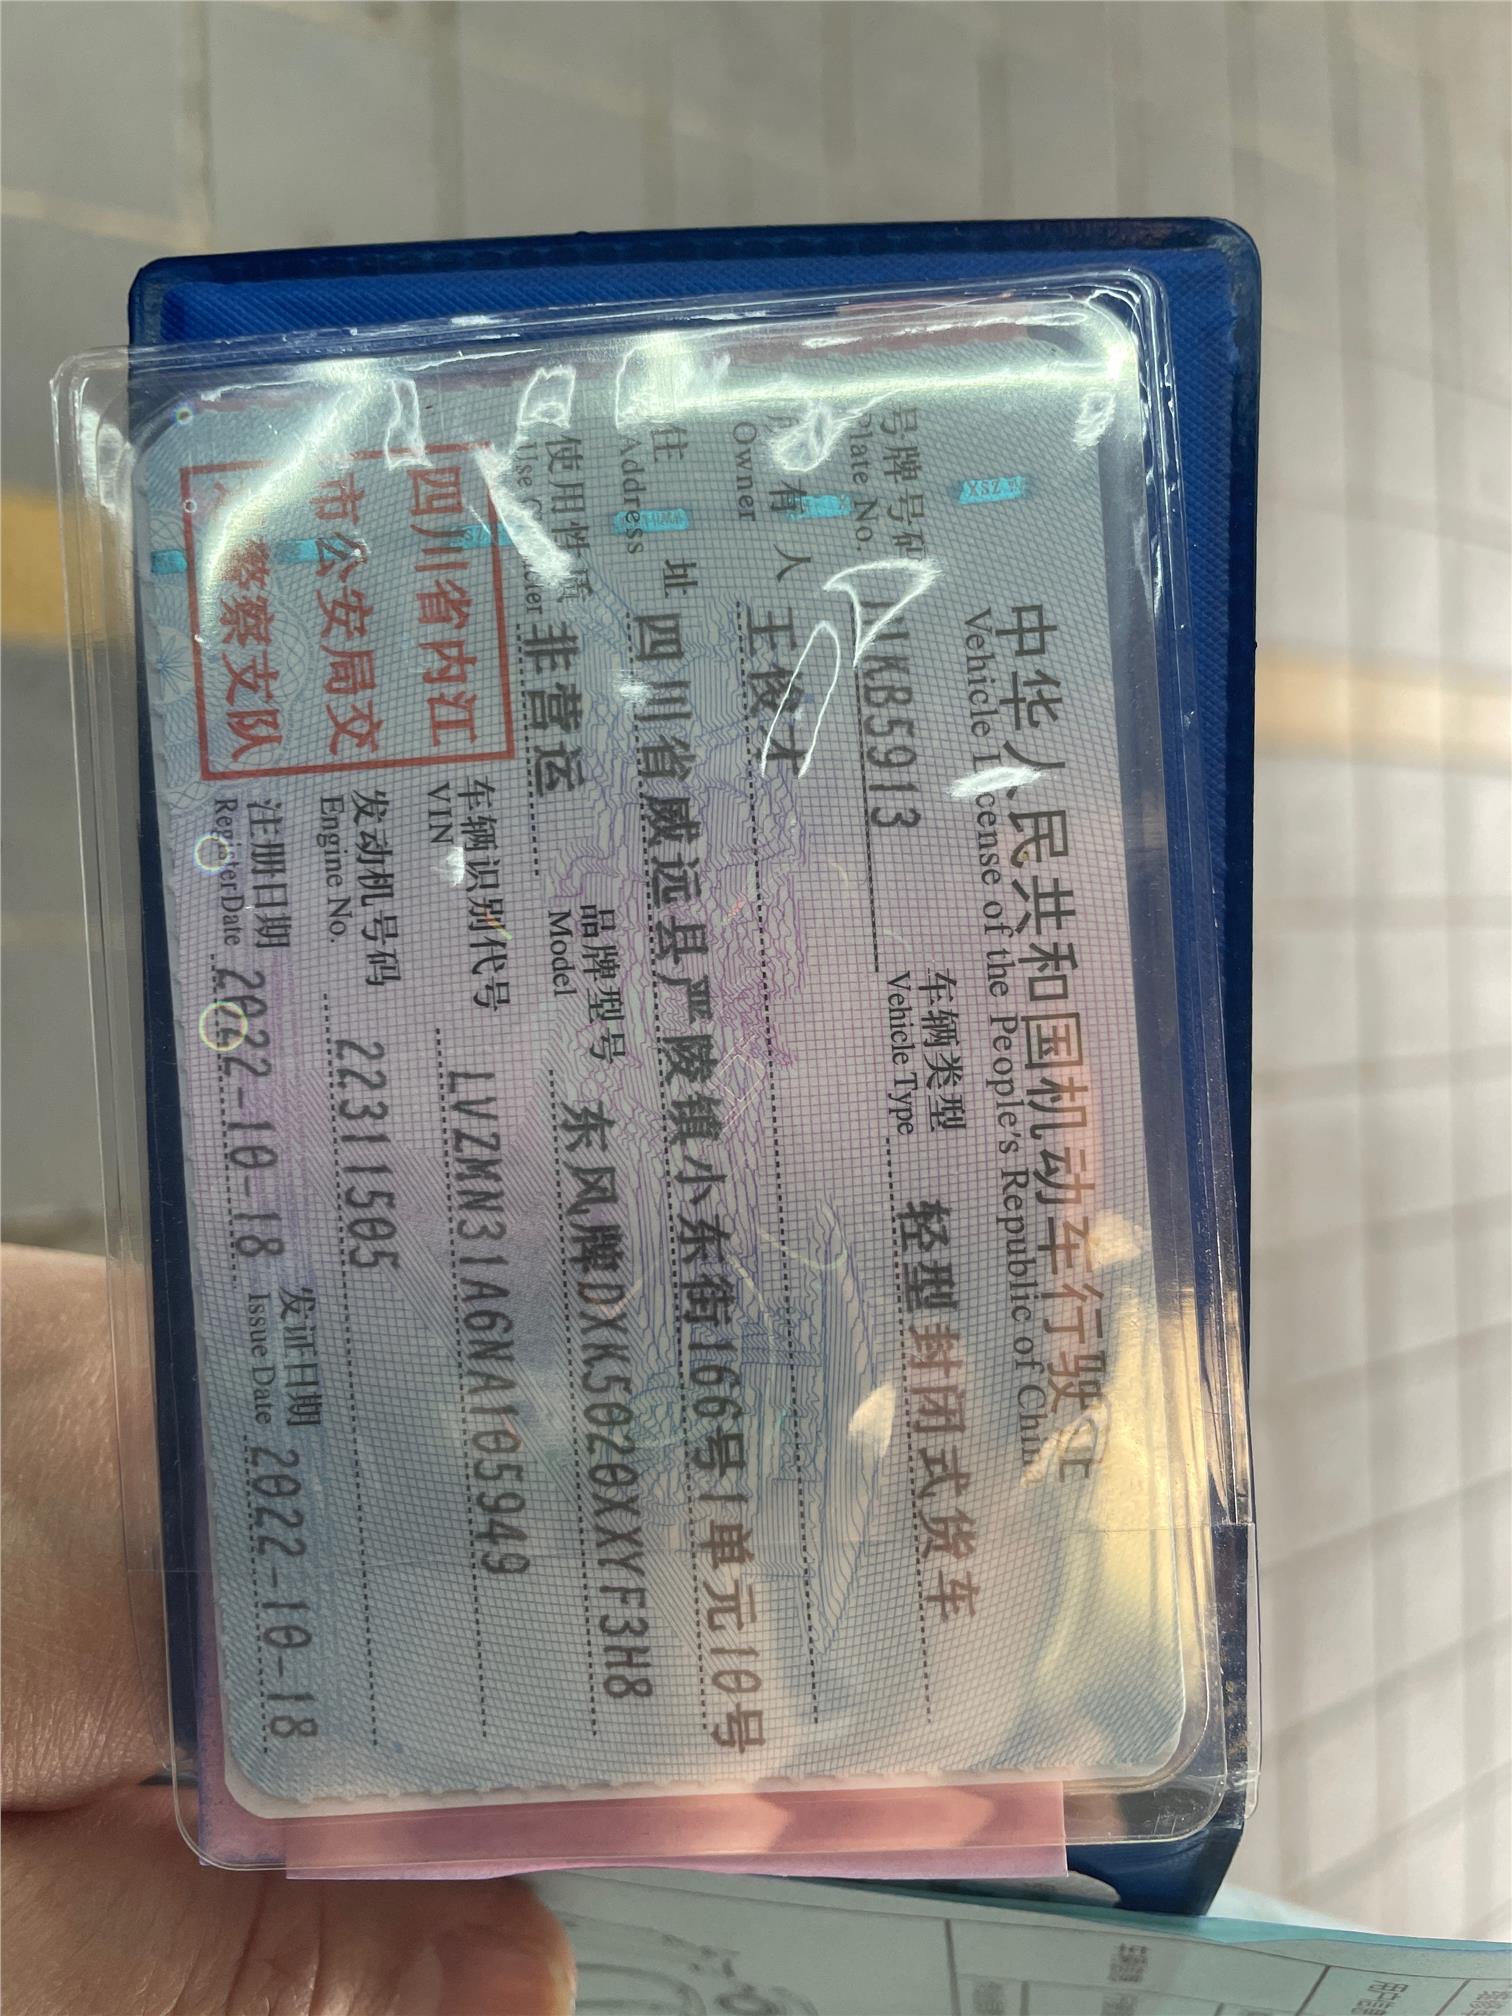 中华人民共和国机动车行驶证
Vehicle License of the People's Republic of China
号牌号码 KB5913 车辆类型 轻型封闭式货车
Plate No. Vehicle Type
所有人 王俊才
Owner
住址 四川省威远县严陵镇小东街166号1单元10号
Address
使用性质 非营运 品牌型号 东风牌DXK5020XXYF3H8
Use Character Model
四川省内江
市公安局交
警察支队
车辆识别代号 LVZMN31A6NA105949
VIN
发动机号码 22311505
Engine No.
注册日期 2022-10-18 发证日期 2022-10-18
Register Date Issue Date